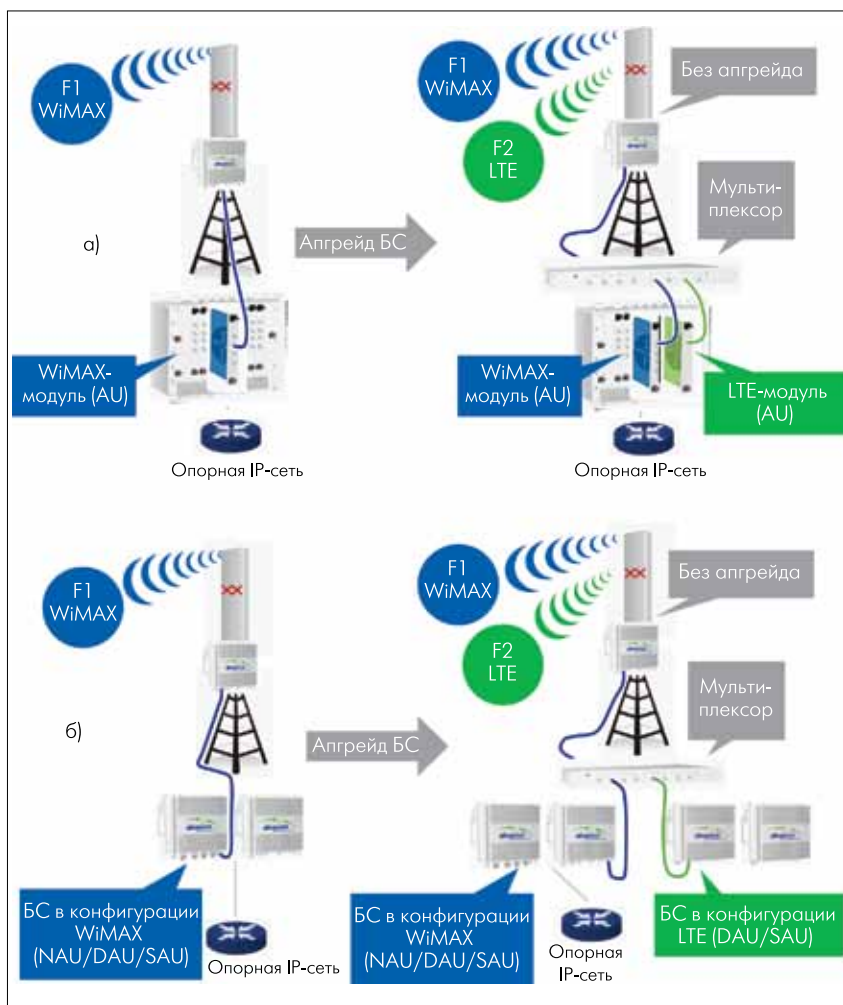 F1
WiMAX
F1
WiMAX
Без апгрейда
F2
LTE
Мульти-
плексор
а)
Апгрейд БС
WiMAX-
модуль (AU)
WiMAX-
модуль (AU)
LTE-модуль
(AU)
Опорная IP-сеть
Опорная IP-сеть
F1
WiMAX
F1
WiMAX
Без апгрейда
F2
LTE
Мульти-
плексор
б)
Апгрейд БС
БС в конфигурации
WiMAX
(NAU/DAU/SAU)
Опорная IP-сеть
БС в конфигурации
WiMAX
(NAU/DAU/SAU)
Опорная
IP-сеть
БС в конфигурации
LTE (DAU/SAU)